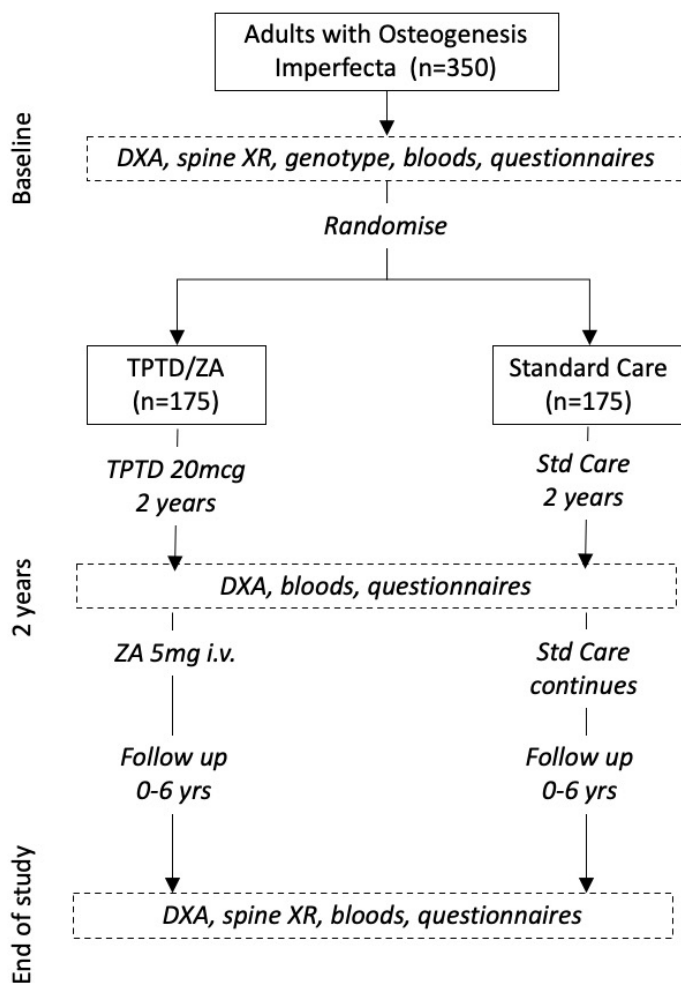 Adults with Osteogenesis
Imperfecta (n=350)
Baseline
DXA, spine XR, genotype, bloods, questionnaires
Randomise
TPTD/ZA
(n=175)
Standard Care
(n=175)
TPTD 20mcg
2 years
Std Care
2 years
2 years
DXA, bloods, questionnaires
ZA 5mg i.v.
Std Care
continues
Follow up
0-6 yrs
Follow up
0-6 yrs
End of study
DXA, spine XR, bloods, questionnaires